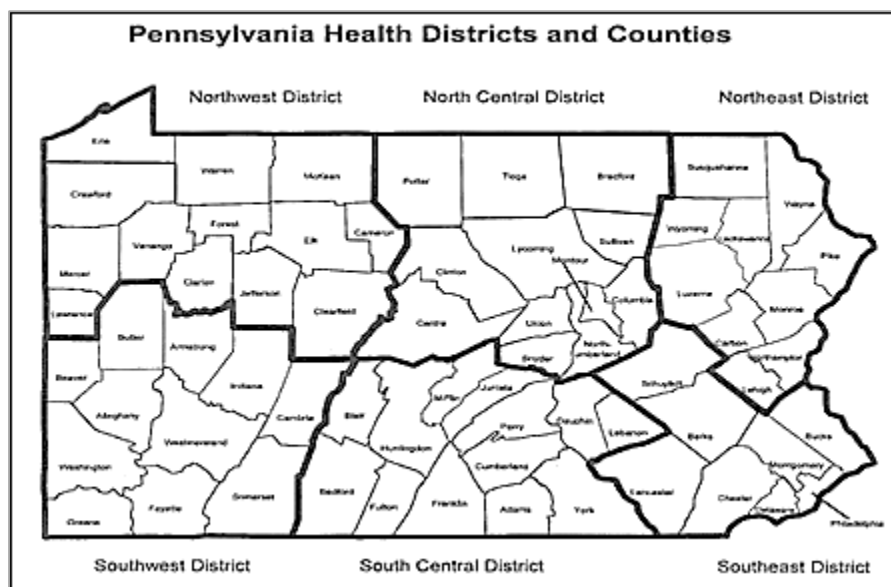 Pennsylvania Health Districts and Counties
Northwest District
North Central District
Northeast District
Erie
Warren
McKean
Potter
Tioga
Bradford
Susquehanna
Crawford
Wayne
Forest
Cameron
Wyoming
Venango
Elk
Lycoming
Sullivan
Lackawanna
Montour
Pike
Mercer
Clinton
Clarion
Jefferson
Columbia
Luzerne
Lawrence
Clearfield
Centre
Union
Monroe
Butler
Armstrong
North-
umberland
Carbon
Snyder
Northampton
Beaver
Indiana
Mifflin
Juniata
Schuylkill
Lehigh
Allegheny
Cambria
Blair
Perry
Dauphin
Lebanon
Berks
Bucks
Westmoreland
Huntingdon
Washington
Cumberland
Montgomery
Bedford
Lancaster
Chester
Somerset
Fulton
Franklin
Adams
York
Delaware
Greene
Fayette
Philadelphia
Southwest District
South Central District
Southeast District